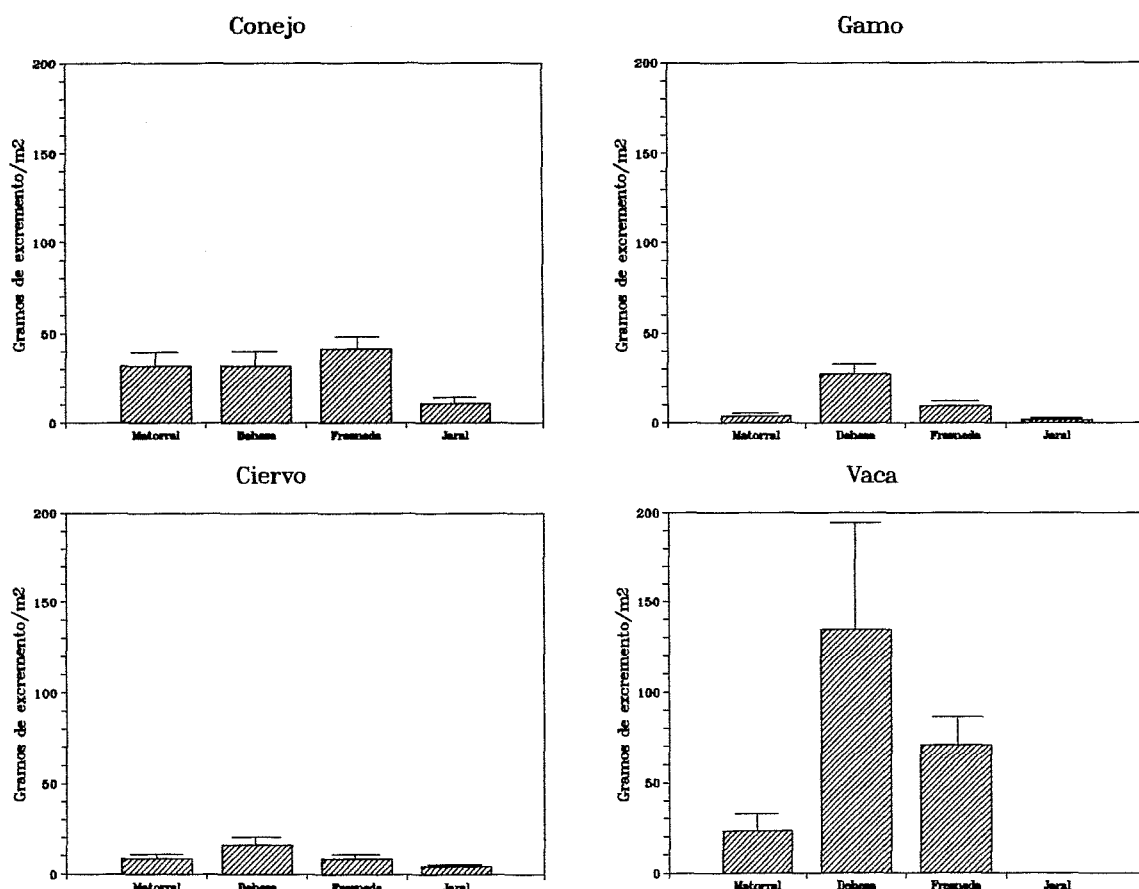 Conejo
Gramos de excremento/m2
200
150
100
50
0
Matorral Dehesa Fresneda Jaral
Gamo
Gramos de excremento/m2
200
150
100
50
0
Matorral Dehesa Fresneda Jaral
Ciervo
Gramos de excremento/m2
200
150
100
50
0
Matorral Dehesa Fresneda Jaral
Vaca
Gramos de excremento/m2
200
150
100
50
0
Matorral Dehesa Fresneda Jaral